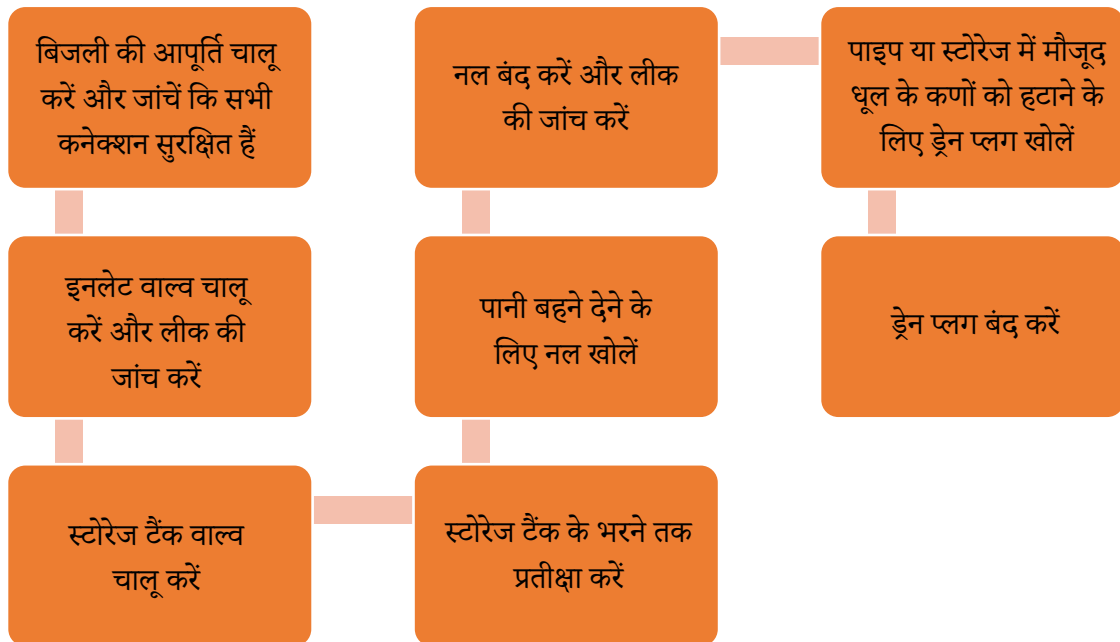 बिजली की आपूर्ति चालू
करें और जांचें कि सभी
कनेक्शन सुरक्षित हैं
इनलेट वाल्व चालू
करें और लीक की
जांच करें
स्टोरेज टैंक वाल्व
चालू करें
स्टोरेज टैंक के भरने तक
प्रतीक्षा करें
पानी बहने देने के
लिए नल खोलें
नल बंद करें और लीक
की जांच करें
पाइप या स्टोरेज में मौजूद
धूल के कणों को हटाने के
लिए ड्रेन प्लग खोलें
ड्रेन प्लग बंद करें